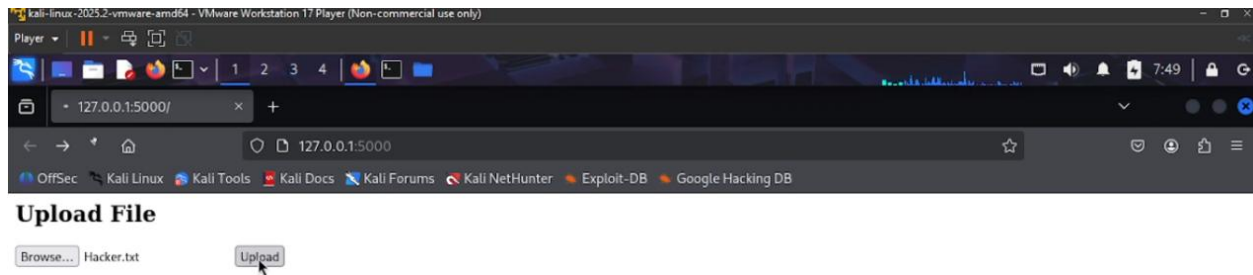 kali-linux-2025.2-vmware-amd64 - VMware Workstation 17 Player (Non-commercial use only)
Player
1 2 3 4 7:49
127.0.0.1:5000/
127.0.0.1:5000
OffSec Kali Linux Kali Tools Kali Docs Kali Forums Kali NetHunter Exploit-DB Google Hacking DB
Upload File
Browse... Hacker.txt Upload